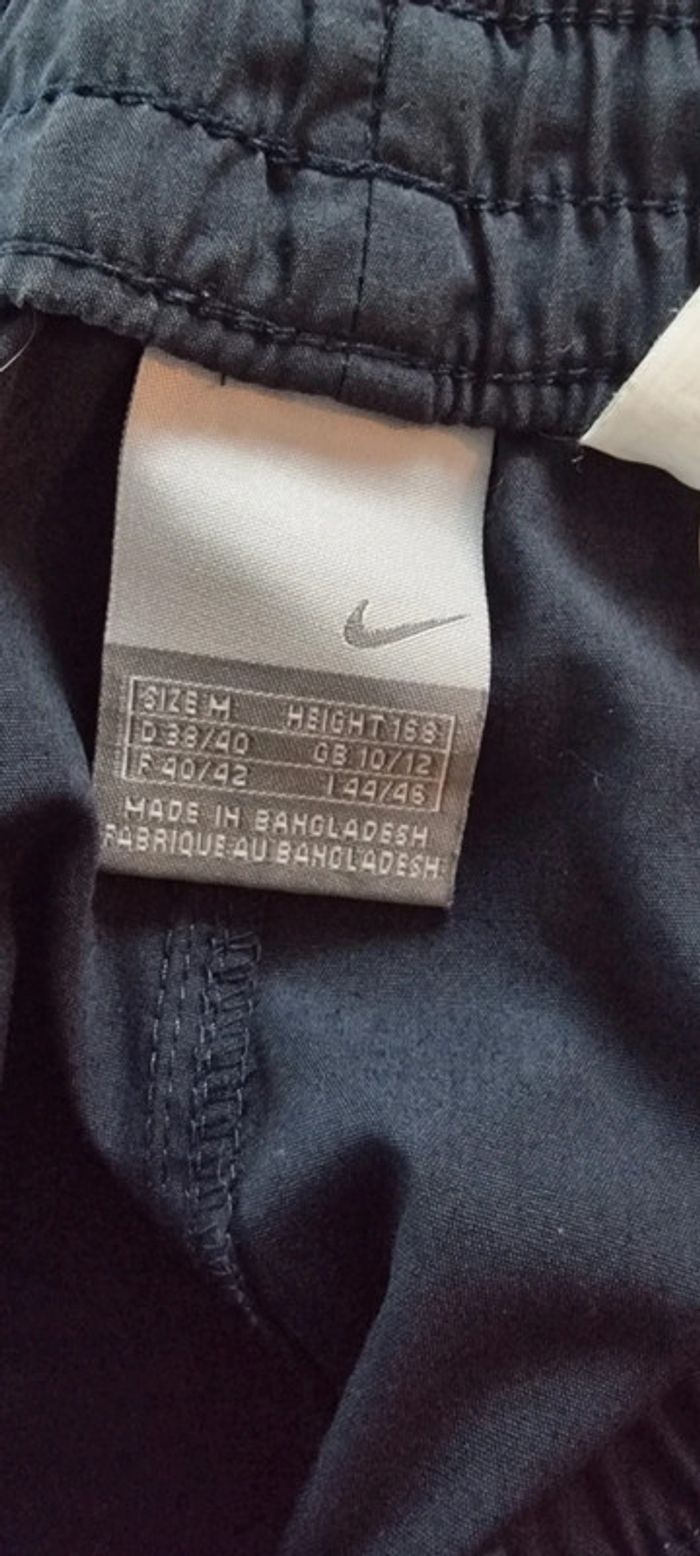 SIZE M HEIGHT 168
D 38/40 GB 10/12
F 40/42 I 44/46
MADE IN BANGLADESH
FABRIQUE AU BANGLADESH